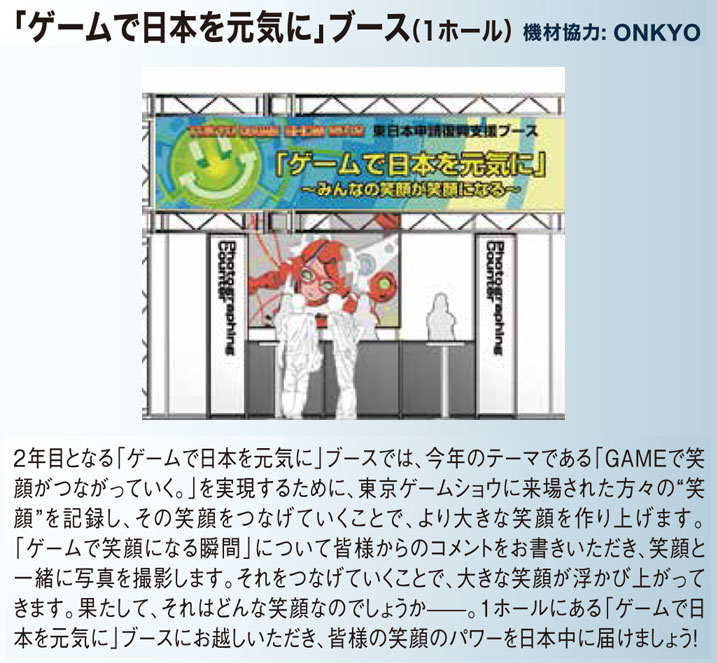 「ゲームで日本を元気に」ブース(1ホール) 機材協力: ONKYO
TOKYO GAME SHOW 2012 東日本申請復興支援ブース
「ゲームで日本を元気に」
～みんなの笑顔が笑顔になる～
Photographing
Counter
Photographing
Counter
2年目となる「ゲームで日本を元気に」ブースでは、今年のテーマである「GAMEで笑
顔がつながっていく。」を実現するために、東京ゲームショウに来場された方々の“笑
顔”を記録し、その笑顔をつなげていくことで、より大きな笑顔を作り上げます。
「ゲームで笑顔になる瞬間」について皆様からのコメントをお書きいただき、笑顔と
一緒に写真を撮影します。それをつなげていくことで、大きな笑顔が浮かび上がって
きます。果たして、それはどんな笑顔なのでしょうか――。1ホールにある「ゲームで日
本を元気に」ブースにお越しいただき、皆様の笑顔のパワーを日本中に届けましょう!